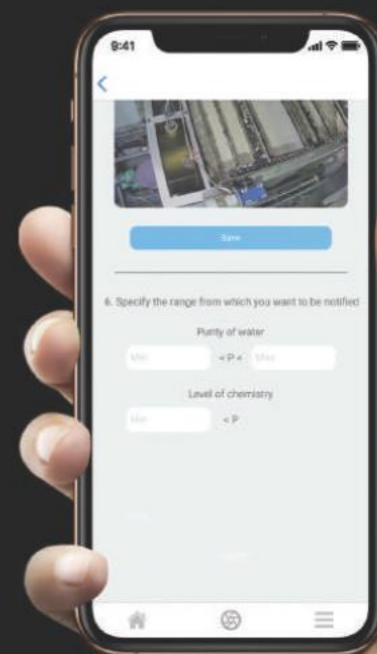 9:41
Save
6. Specify the range from which you want to be notified
Purity of water
Min < P < Max
Level of chemistry
Min < P